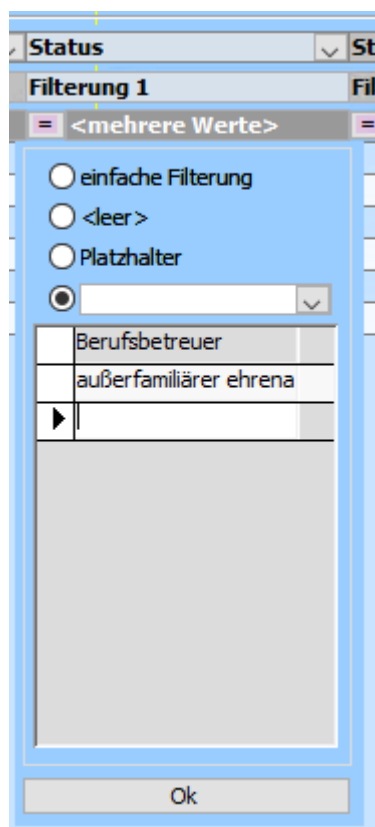 Status
St
Filterung 1
Fil
= <mehrere Werte>
=
einfache Filterung
<leer>
Platzhalter
Berufsbetreuer
außerfamiliärer ehrena
Ok